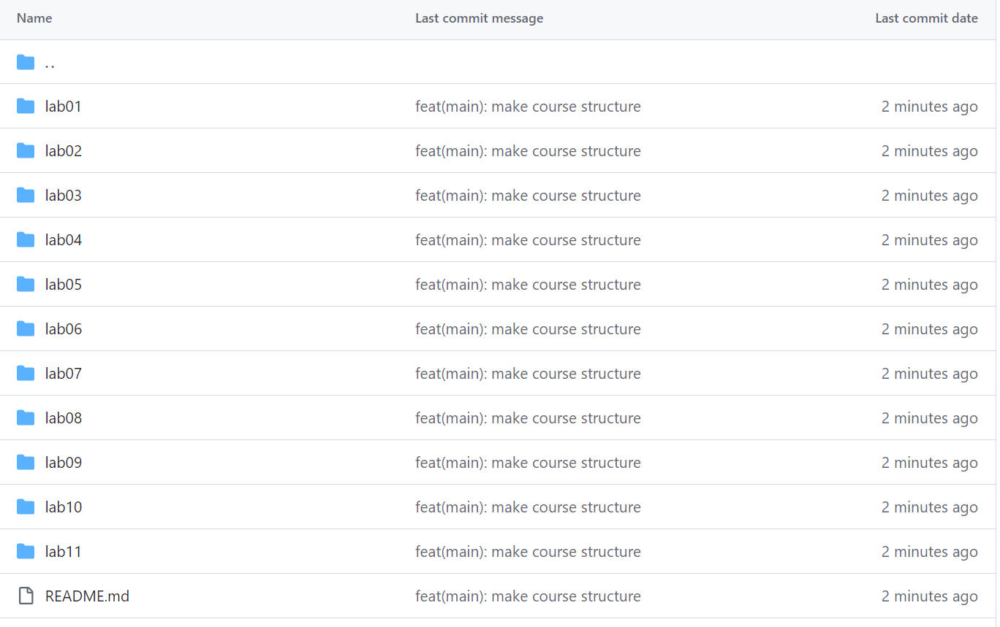 Name Last commit message Last commit date
..
lab01 feat(main): make course structure 2 minutes ago
lab02 feat(main): make course structure 2 minutes ago
lab03 feat(main): make course structure 2 minutes ago
lab04 feat(main): make course structure 2 minutes ago
lab05 feat(main): make course structure 2 minutes ago
lab06 feat(main): make course structure 2 minutes ago
lab07 feat(main): make course structure 2 minutes ago
lab08 feat(main): make course structure 2 minutes ago
lab09 feat(main): make course structure 2 minutes ago
lab10 feat(main): make course structure 2 minutes ago
lab11 feat(main): make course structure 2 minutes ago
README.md feat(main): make course structure 2 minutes ago